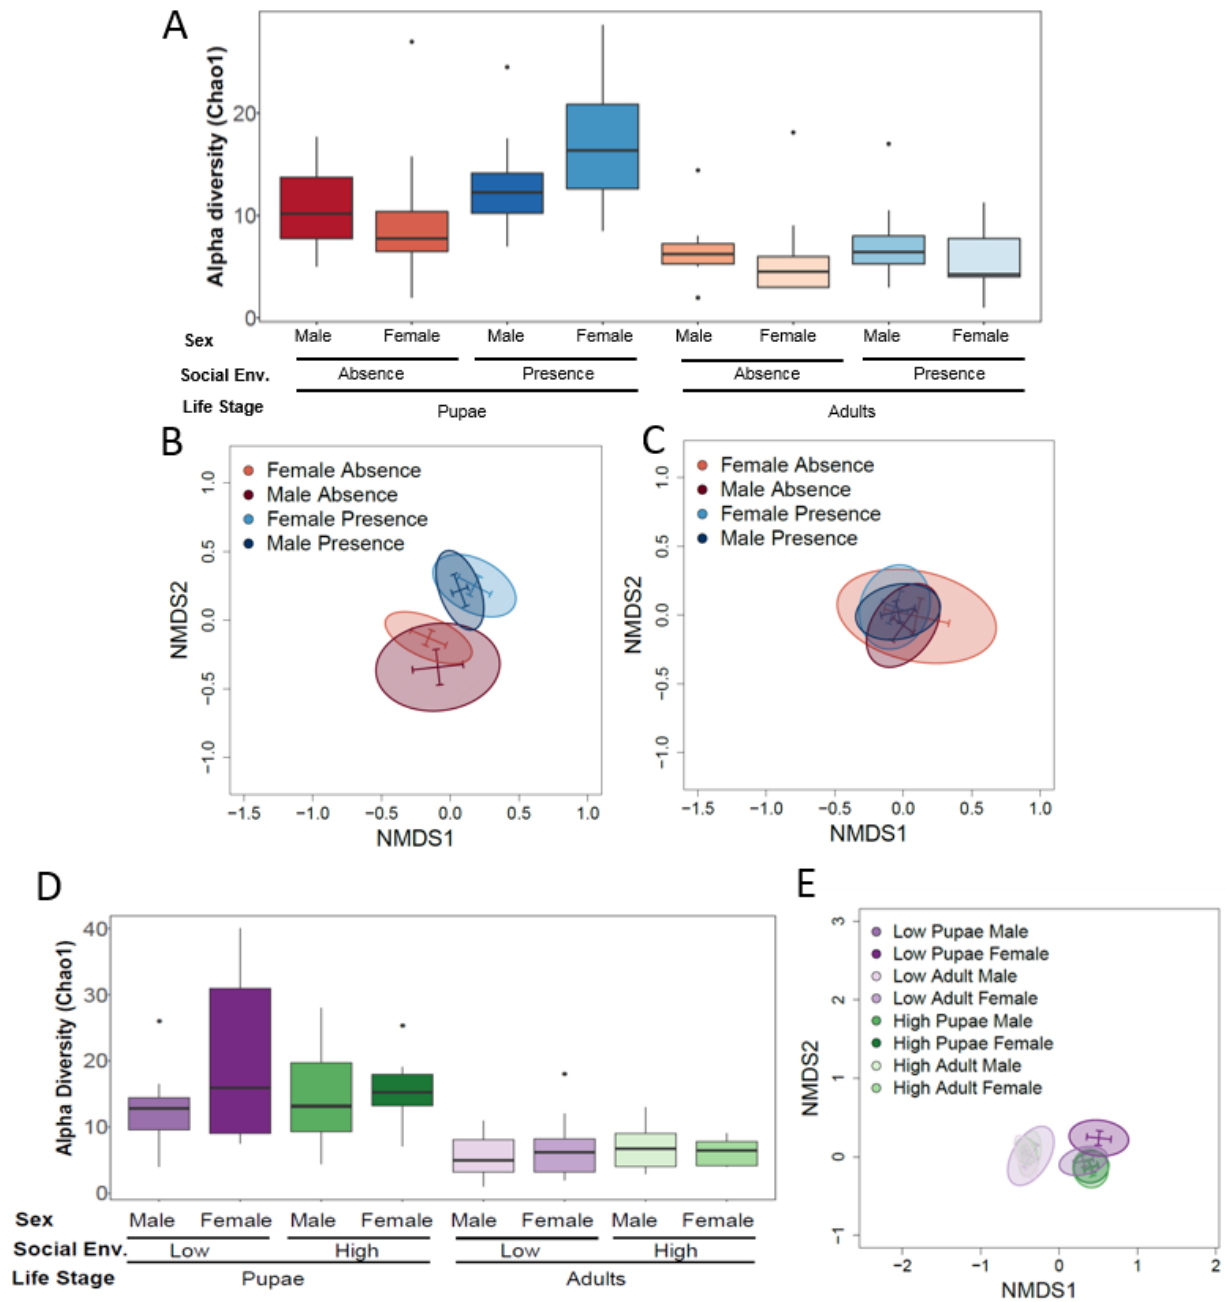 A
Alpha diversity (Chao1)
20
10
0
Sex Male Female Male Female Male Female Male Female
Social Env. Absence Presence Absence Presence
Life Stage Pupae Adults
B
Female Absence
Male Absence
Female Presence
Male Presence
NMDS2
1.0
0.5
0.0
−0.5
−1.0
−1.5 −1.0 −0.5 0.0 0.5 1.0
NMDS1
C
Female Absence
Male Absence
Female Presence
Male Presence
NMDS2
1.0
0.5
0.0
−0.5
−1.0
−1.5 −1.0 −0.5 0.0 0.5 1.0
NMDS1
D
Alpha Diversity (Chao1)
40
30
20
10
0
Sex Male Female Male Female Male Female Male Female
Social Env. Low High Low High
Life Stage Pupae Adults
E
Low Pupae Male
Low Pupae Female
Low Adult Male
Low Adult Female
High Pupae Male
High Pupae Female
High Adult Male
High Adult Female
NMDS2
3
2
1
0
−1
−2 −1 0 1 2
NMDS1